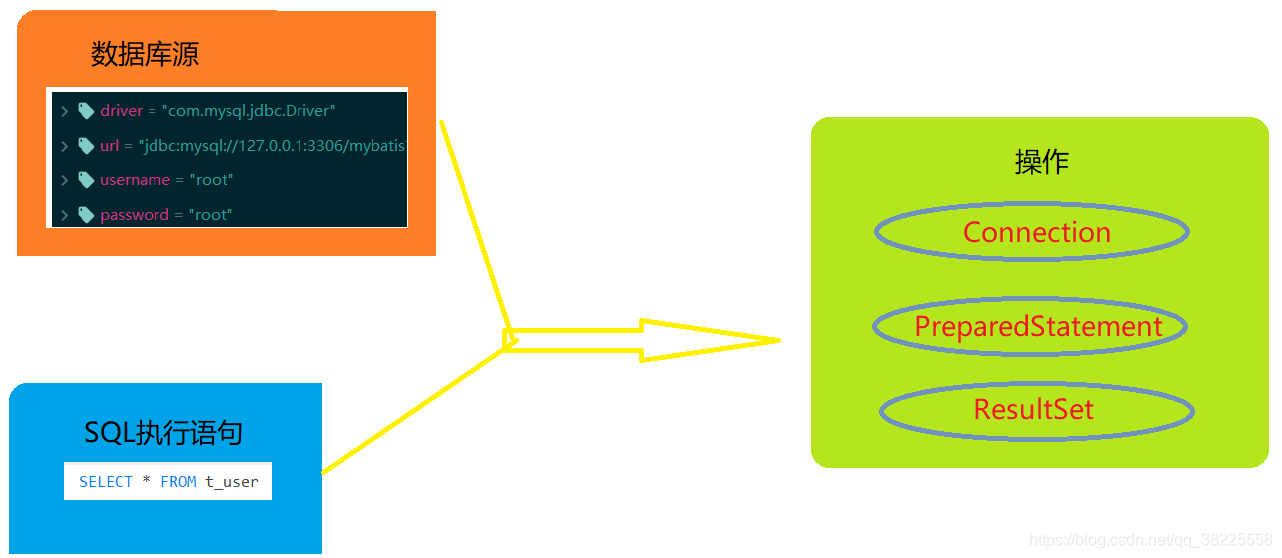 数据库源
driver = "com.mysql.jdbc.Driver"
url = "jdbc:mysql://127.0.0.1:3306/mybatis
username = "root"
password = "root"
SQL执行语句
SELECT * FROM t_user
操作
Connection
PreparedStatement
ResultSet
https://blog.csdn.net/qq_38225558